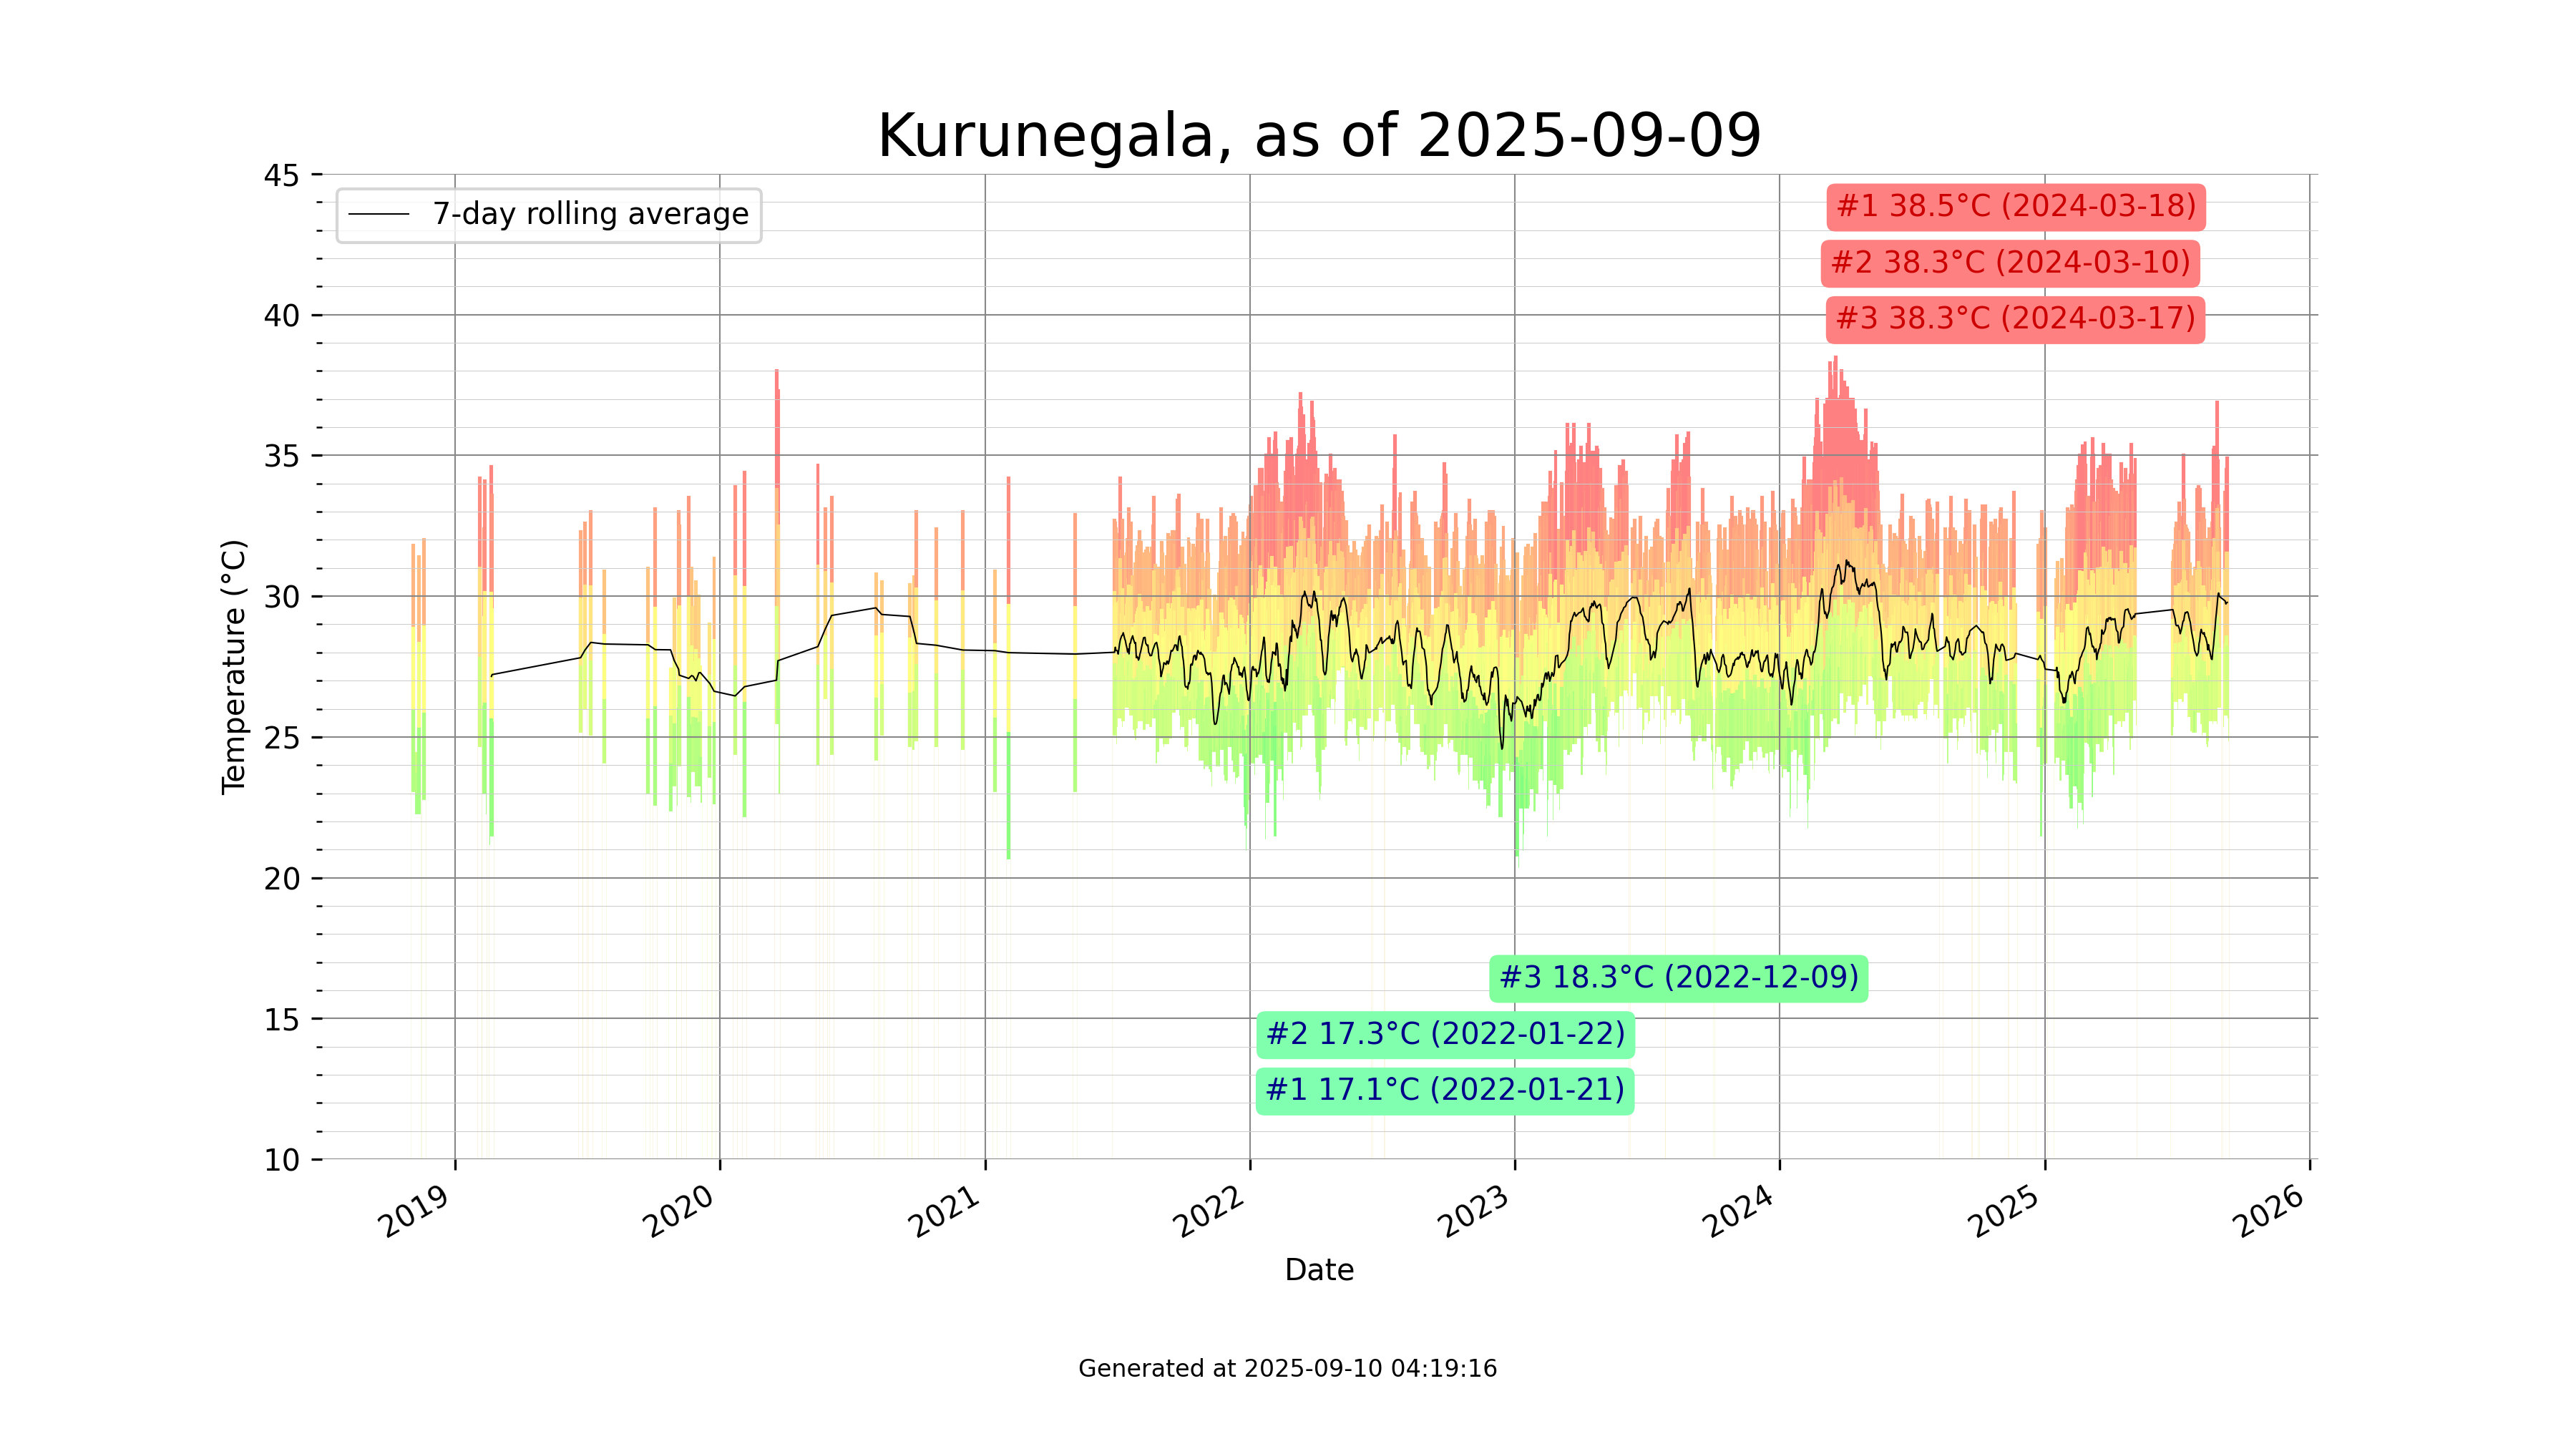 Kurunegala, as of 2025-09-09
45
40
35
30
25
20
15
10
Temperature (°C)
7-day rolling average
#1 38.5°C (2024-03-18)
#2 38.3°C (2024-03-10)
#3 38.3°C (2024-03-17)
#3 18.3°C (2022-12-09)
#2 17.3°C (2022-01-22)
#1 17.1°C (2022-01-21)
2019
2020
2021
2022
2023
2024
2025
2026
Date
Generated at 2025-09-10 04:19:16